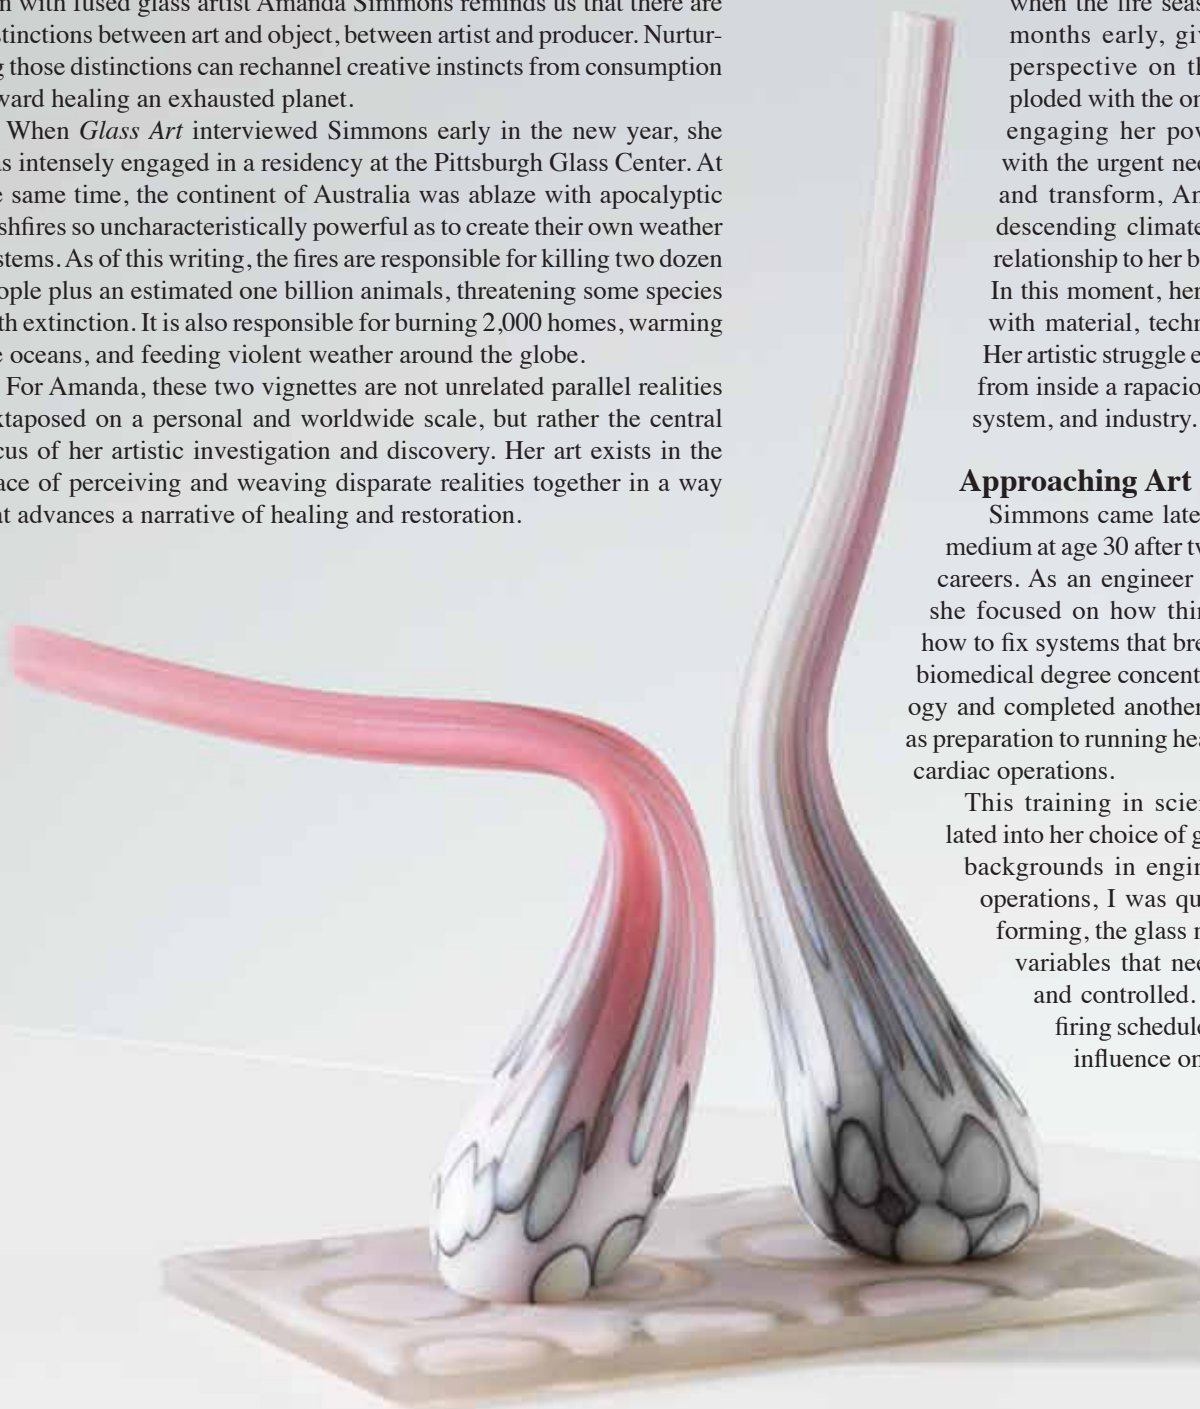 with fused glass artist Amanda Simmons reminds us that there are
tinctions between art and object, between artist and producer. Nurtur-
those distinctions can rechannel creative instincts from consumption
ward healing an exhausted planet.
When Glass Art interviewed Simmons early in the new year, she
s intensely engaged in a residency at the Pittsburgh Glass Center. At
same time, the continent of Australia was ablaze with apocalyptic
shfires so uncharacteristically powerful as to create their own weather
stems. As of this writing, the fires are responsible for killing two dozen
ople plus an estimated one billion animals, threatening some species
th extinction. It is also responsible for burning 2,000 homes, warming
oceans, and feeding violent weather around the globe.
For Amanda, these two vignettes are not unrelated parallel realities
xtaposed on a personal and worldwide scale, but rather the central
cus of her artistic investigation and discovery. Her art exists in the
ace of perceiving and weaving disparate realities together in a way
at advances a narrative of healing and restoration.
when the fire seas
months early, giv
perspective on th
ploded with the or
engaging her pow
with the urgent nee
and transform, Am
descending climate
relationship to her b
In this moment, her
with material, techn
Her artistic struggle e
from inside a rapacio
system, and industry.
Approaching Art
Simmons came late
medium at age 30 after tw
careers. As an engineer
she focused on how thin
how to fix systems that bre
biomedical degree concent
ogy and completed another
as preparation to running hea
cardiac operations.
This training in scien
lated into her choice of g
backgrounds in engin
operations, I was qu
forming, the glass
variables that nee
and controlled.
firing schedule
influence on